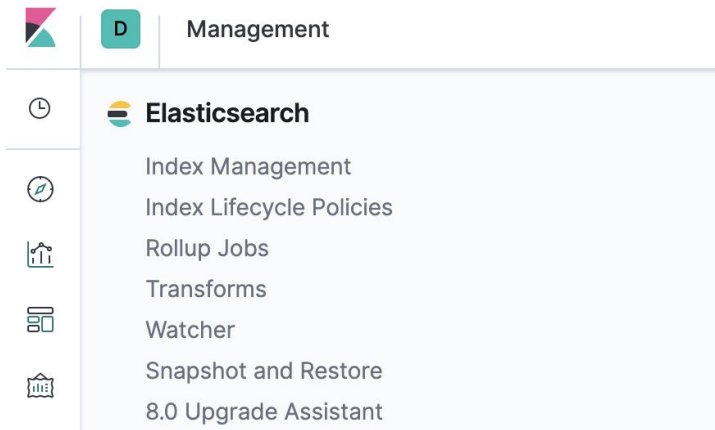 D Management
Elasticsearch
Index Management
Index Lifecycle Policies
Rollup Jobs
Transforms
Watcher
Snapshot and Restore
8.0 Upgrade Assistant